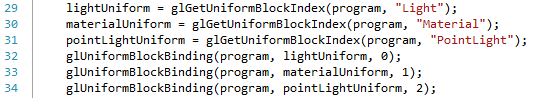 29 lightUniform = glGetUniformBlockIndex(program, "Light");
30 materialUniform = glGetUniformBlockIndex(program, "Material");
31 pointLightUniform = glGetUniformBlockIndex(program, "PointLight");
32 glUniformBlockBinding(program, lightUniform, 0);
33 glUniformBlockBinding(program, materialUniform, 1);
34 glUniformBlockBinding(program, pointLightUniform, 2);